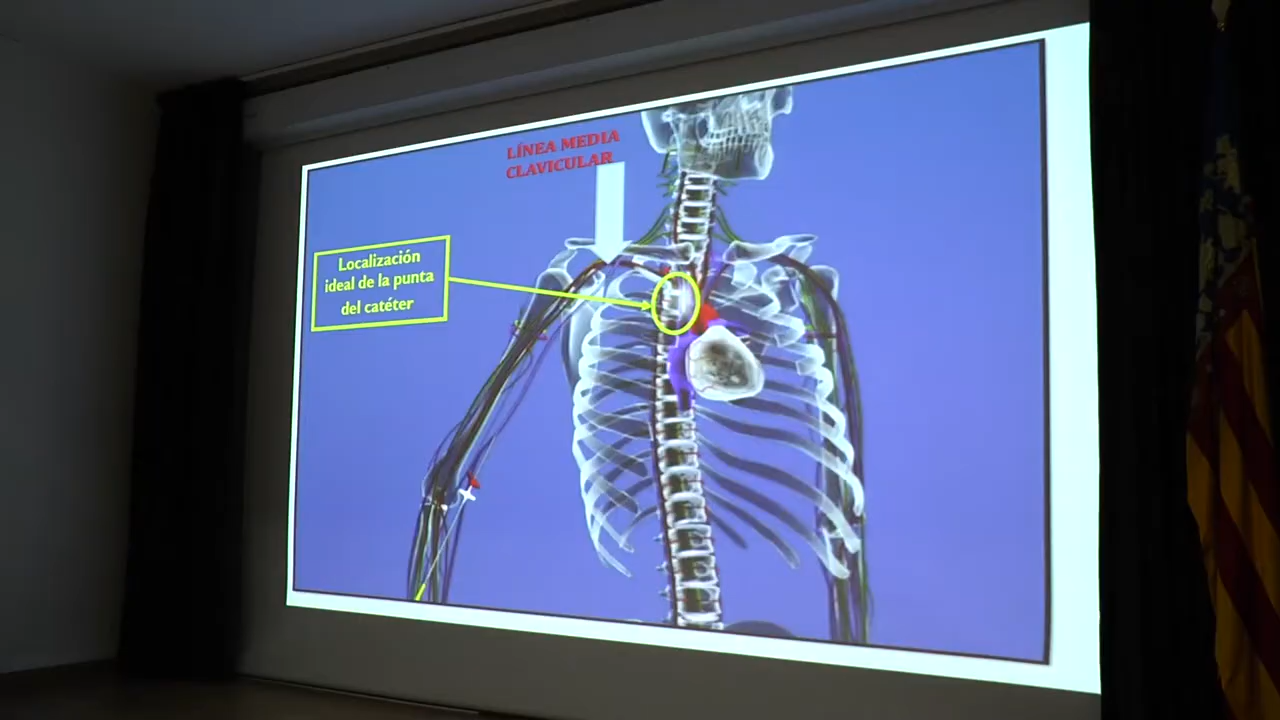 LÍNEA MEDIA
CLAVICULAR
Localización
ideal de la punta
del catéter